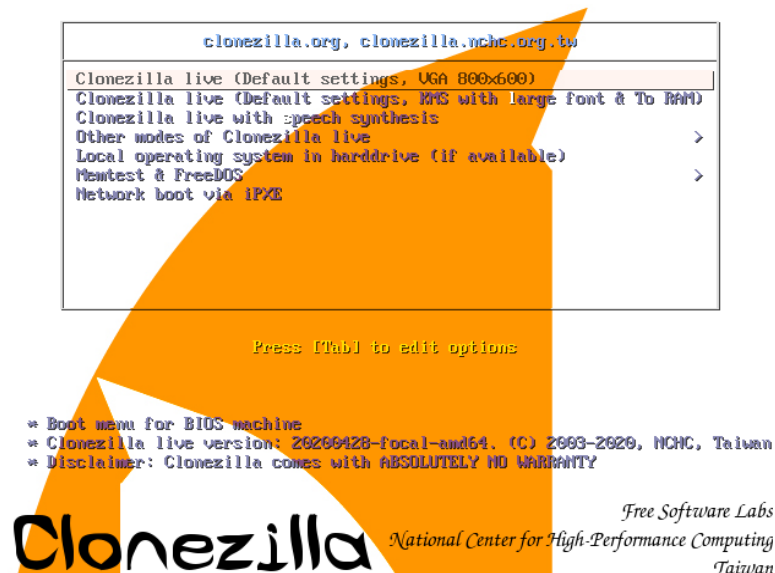 clonezilla.org, clonezilla.nchc.org.tw
Clonezilla live (Default settings, VGA 800x600)
Clonezilla live (Default settings, KMS with large font & To RAM)
Clonezilla live with speech synthesis
Other modes of Clonezilla live >
Local operating system in harddrive (if available)
Memtest & FreeDOS >
Network boot via iPXE
Press [Tab] to edit options
* Boot menu for BIOS machine
* Clonezilla live version: 20200428-focal-amd64. (C) 2003-2020, NCHC, Taiwan
* Disclaimer: Clonezilla comes with ABSOLUTELY NO WARRANTY
Free Software Labs
Clonezilla National Center for High-Performance Computing
Taiwan